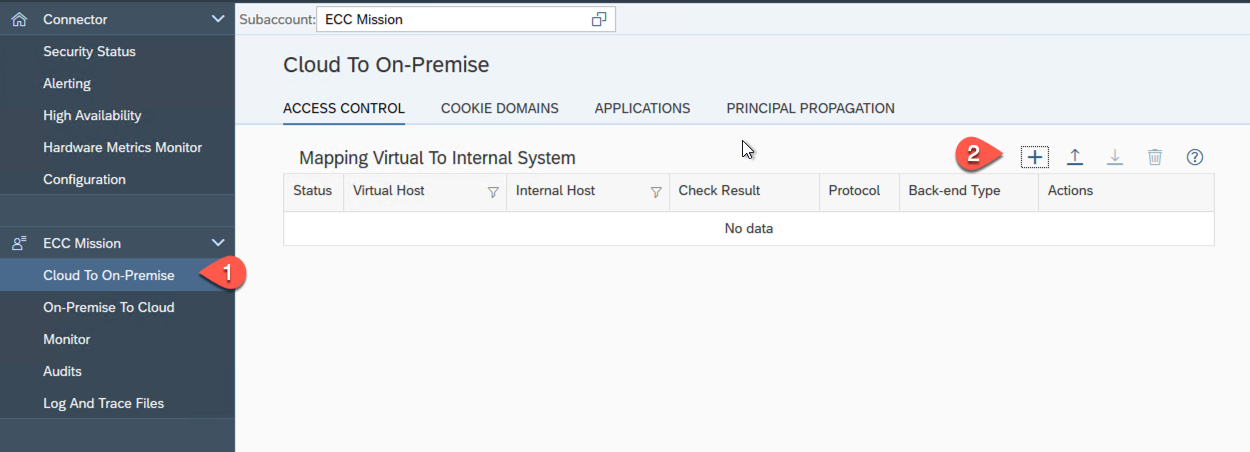 Connector
Security Status
Alerting
High Availability
Hardware Metrics Monitor
Configuration
ECC Mission
Cloud To On-Premise
1
On-Premise To Cloud
Monitor
Audits
Log And Trace Files
Subaccount: ECC Mission
Cloud To On-Premise
ACCESS CONTROL COOKIE DOMAINS APPLICATIONS PRINCIPAL PROPAGATION
Mapping Virtual To Internal System
2
Status Virtual Host Internal Host Check Result Protocol Back-end Type Actions
No data